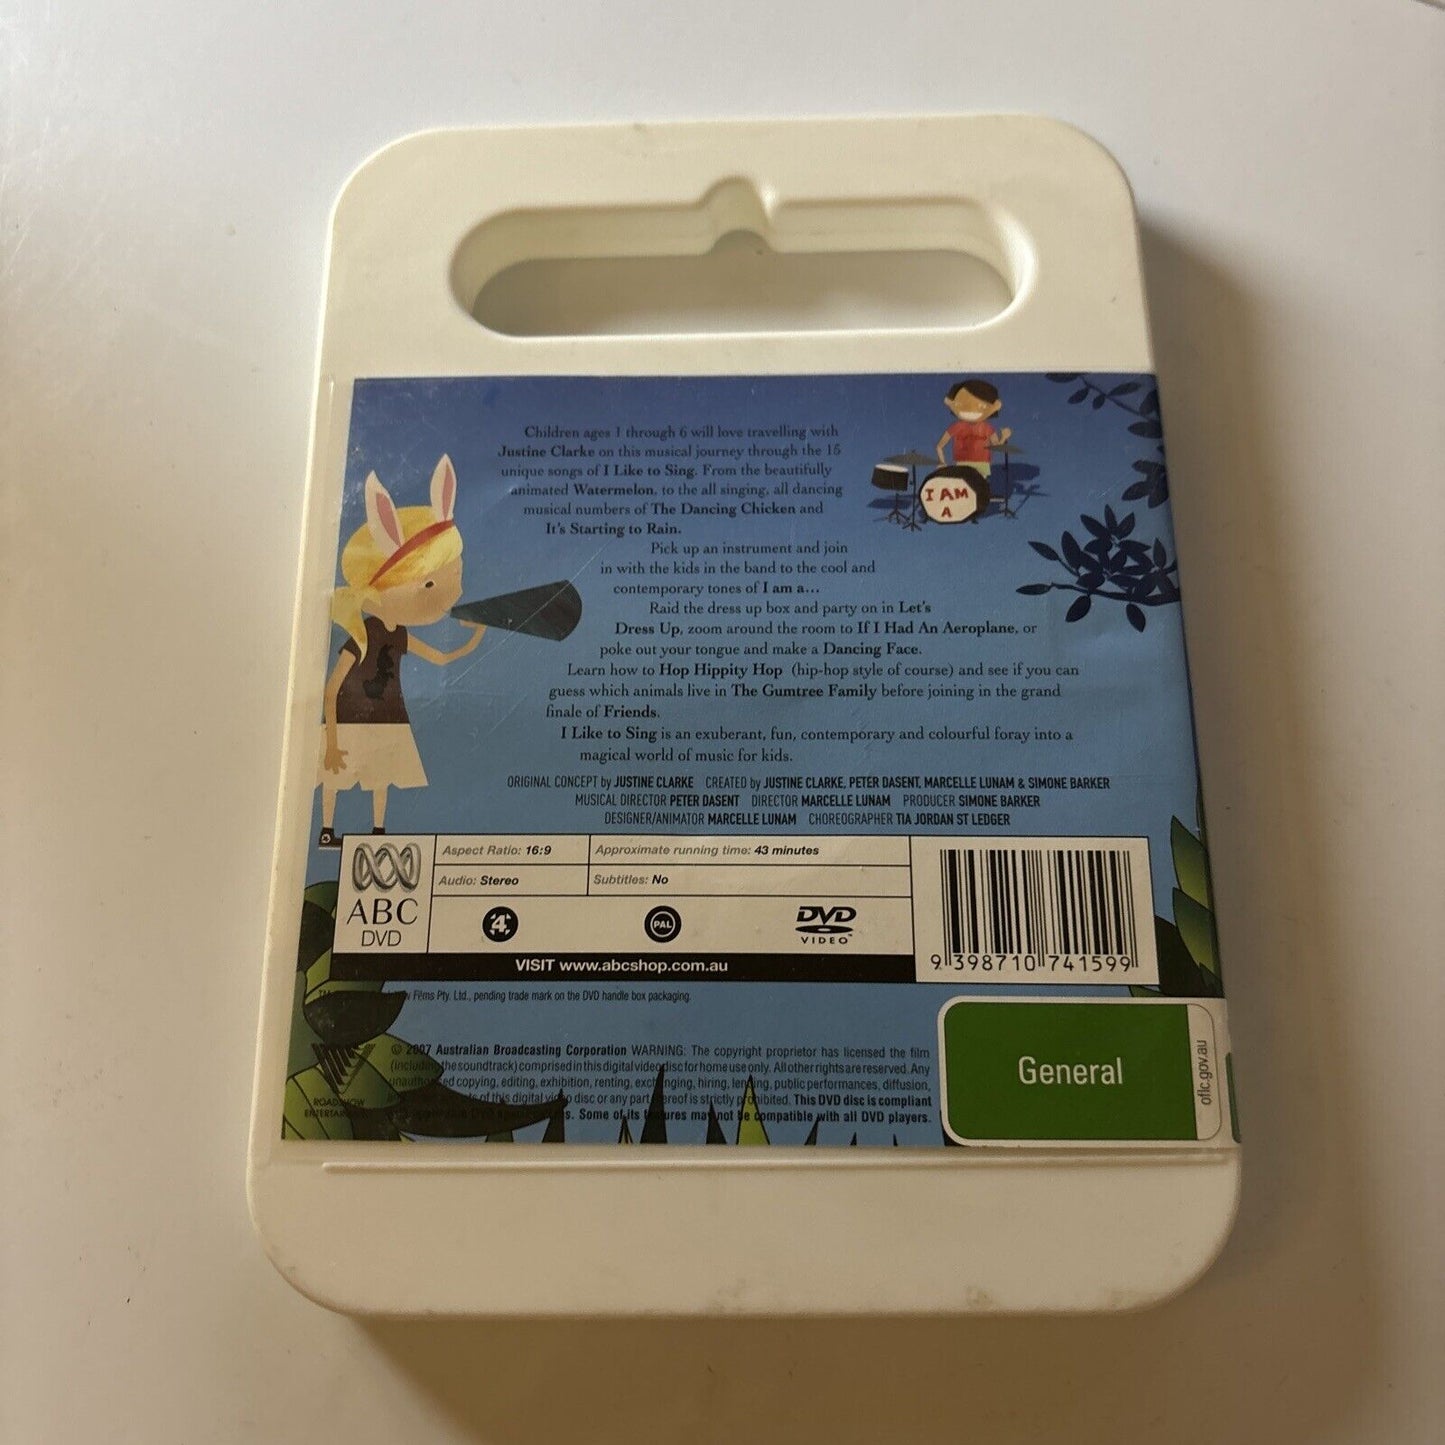 Children ages 1 through 6 will love travelling with
Justine Clarke on this musical journey through the 15
unique songs of I Like to Sing. From the beautifully
animated Watermelon, to the all singing, all dancing
musical numbers of The Dancing Chicken and
It's Starting to Rain.
Pick up an instrument and join
in with the kids in the band to the cool and
contemporary tones of I am a...
Raid the dress up box and party on in Let's
Dress Up, zoom around the room to If I Had An Aeroplane, or
poke out your tongue and make a Dancing Face.
Learn how to Hop Hippity Hop (hip-hop style of course) and see if you can
guess which animals live in The Gumtree Family before joining in the grand
finale of Friends.
I Like to Sing is an exuberant, fun, contemporary and colourful foray into a
magical world of music for kids.
I AM
A
ORIGINAL CONCEPT by JUSTINE CLARKE CREATED by JUSTINE CLARKE, PETER DASENT, MARCELLE LUNAM & SIMONE BARKER
MUSICAL DIRECTOR PETER DASENT DIRECTOR MARCELLE LUNAM PRODUCER SIMONE BARKER
DESIGNER/ANIMATOR MARCELLE LUNAM CHOREOGRAPHER TIA JORDAN ST LEDGER
ABC
DVD
Aspect Ratio: 16:9
Approximate running time: 43 minutes
Audio: Stereo
Subtitles: No
4
PAL
DVD
VIDEO™
VISIT www.abcshop.com.au
9 398710 741599
Films Pty. Ltd., pending trade mark on the DVD handle box packaging.
© 2007 Australian Broadcasting Corporation WARNING: The copyright proprietor has licensed the film
(including the soundtrack) comprised in this digital video disc for home use only. All other rights are reserved. Any
unauthorised copying, editing, exhibition, renting, exchanging, hiring, lending, public performances, diffusion,
of this digital video disc or any part thereof is strictly prohibited. This DVD disc is compliant
Some of its features may not be compatible with all DVD players.
ROADSHOW
ENTERTAINMENT
General
oflc.gov.au